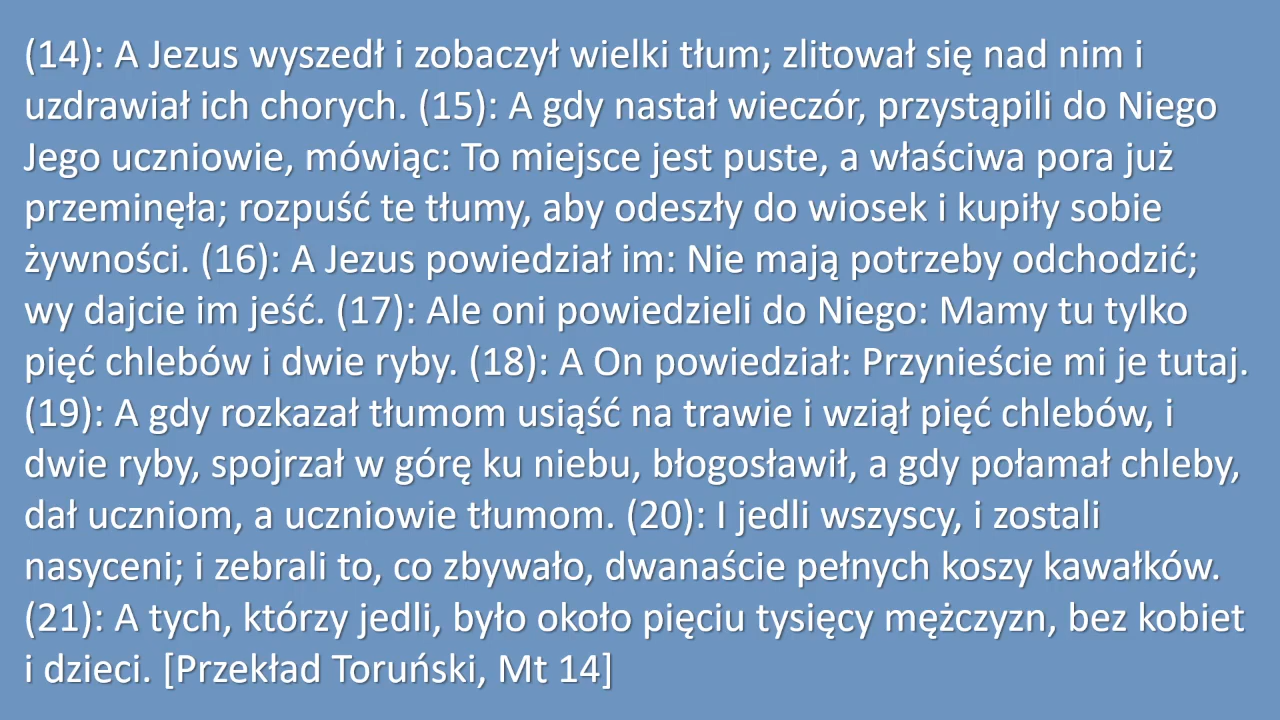 (14): A Jezus wyszedł i zobaczył wielki tłum; zlitował się nad nim i
uzdrawiał ich chorych. (15): A gdy nastał wieczór, przystąpili do Niego
Jego uczniowie, mówiąc: To miejsce jest puste, a właściwa pora już
przeminęła; rozpuść te tłumy, aby odeszły do wiosek i kupiły sobie
żywności. (16): A Jezus powiedział im: Nie mają potrzeby odchodzić;
wy dajcie im jeść. (17): Ale oni powiedzieli do Niego: Mamy tu tylko
pięć chlebów i dwie ryby. (18): A On powiedział: Przynieście mi je tutaj.
(19): A gdy rozkazał tłumom usiąść na trawie i wziął pięć chlebów, i
dwie ryby, spojrzał w górę ku niebu, błogosławił, a gdy połamał chleby,
dał uczniom, a uczniowie tłumom. (20): I jedli wszyscy, i zostali
nasyceni; i zebrali to, co zbywało, dwanaście pełnych koszy kawałków.
(21): A tych, którzy jedli, było około pięciu tysięcy mężczyzn, bez kobiet
i dzieci. [Przekład Toruński, Mt 14]